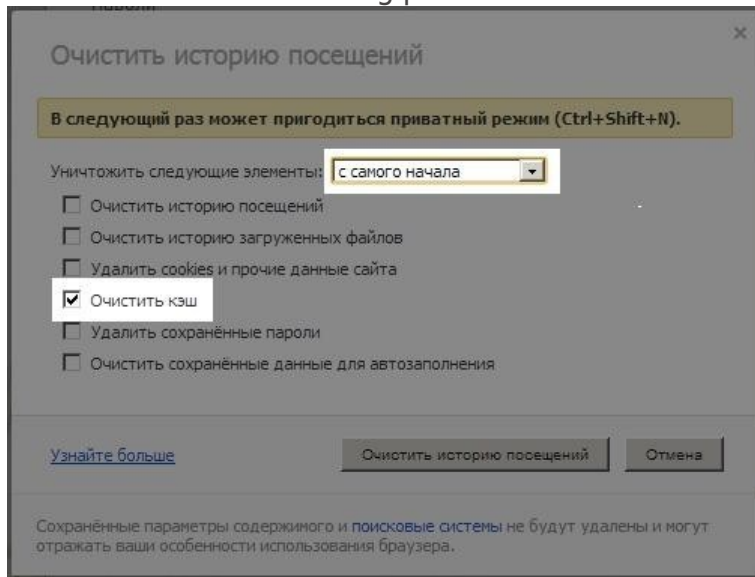 Пароли
Очистить историю посещений
В следующий раз может пригодиться приватный режим (Ctrl+Shift+N).
Уничтожить следующие элементы: с самого начала
Очистить историю посещений
Очистить историю загруженных файлов
Удалить cookies и прочие данные сайта
Очистить кэш
Удалить сохранённые пароли
Очистить сохранённые данные для автозаполнения
Узнайте больше Очистить историю посещений Отмена
Сохранённые параметры содержимого и поисковые системы не будут удалены и могут
отражать ваши особенности использования браузера.